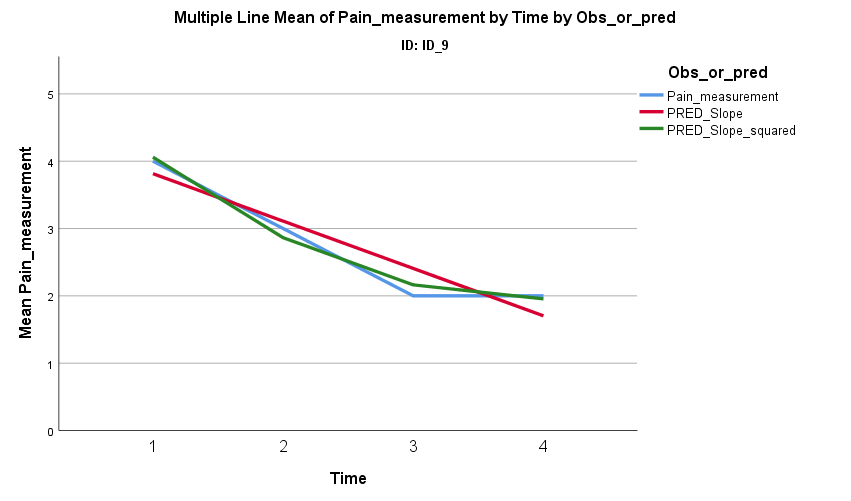 Multiple Line Mean of Pain_measurement by Time by Obs_or_pred
ID: ID_9
Obs_or_pred
Pain_measurement
PRED_Slope
PRED_Slope_squared
Mean Pain_measurement
5
4
3
2
1
0
1 2 3 4
Time